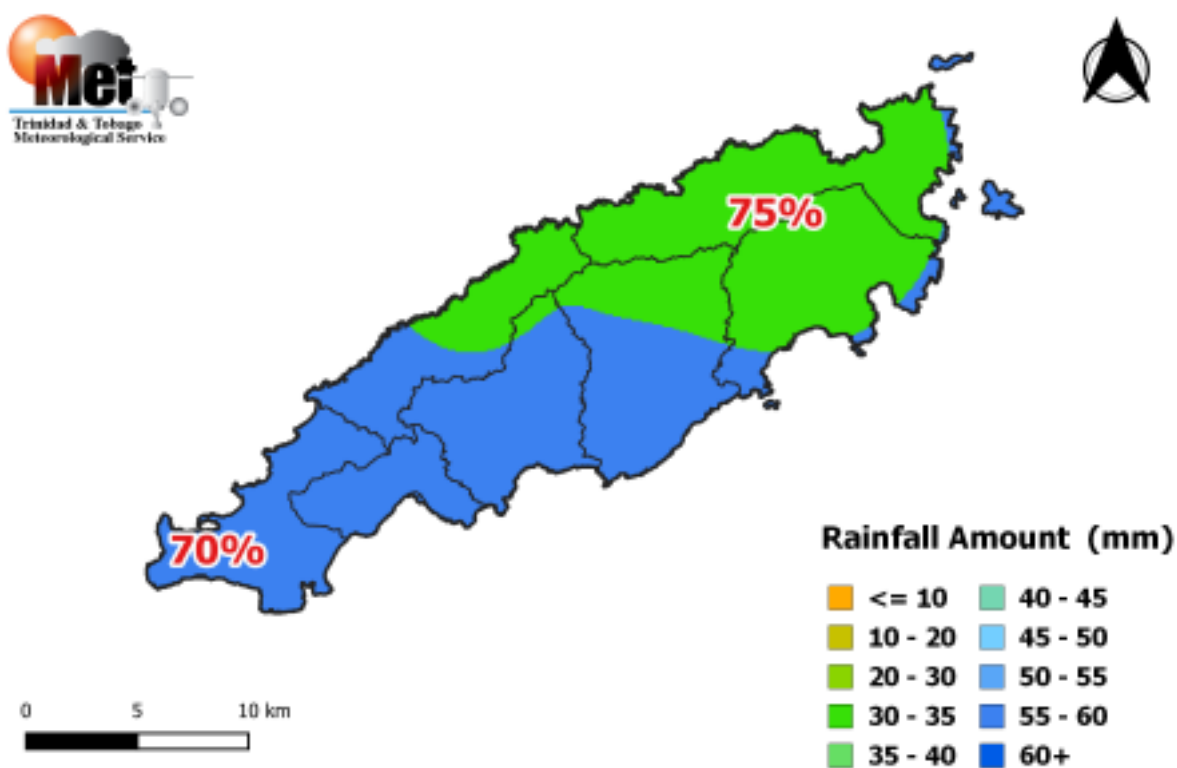 Met
Trinidad & Tobago
Meteorological Service
75%
70%
Rainfall Amount (mm)
<= 10
10 - 20
20 - 30
30 - 35
35 - 40
40 - 45
45 - 50
50 - 55
55 - 60
60+
0 5 10 km